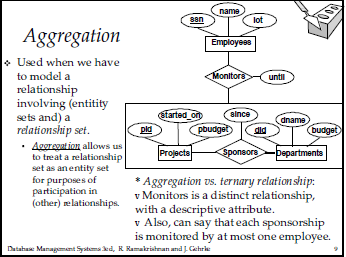 Aggregation
❖ Used when we have
to model a
relationship
involving (entitity
sets and) a
relationship set.
• Aggregation allows us
to treat a relationship
set as an entity set
for purposes of
participation in
(other) relationships.
name
ssn
lot
Employees
Monitors
until
started_on
since
dname
pid
pbudget
did
budget
Projects
Sponsors
Departments
* Aggregation vs. ternary relationship:
v Monitors is a distinct relationship,
with a descriptive attribute.
v Also, can say that each sponsorship
is monitored by at most one employee.
Database Management Systems 3ed, R. Ramakrishnan and J. Gehrke
9